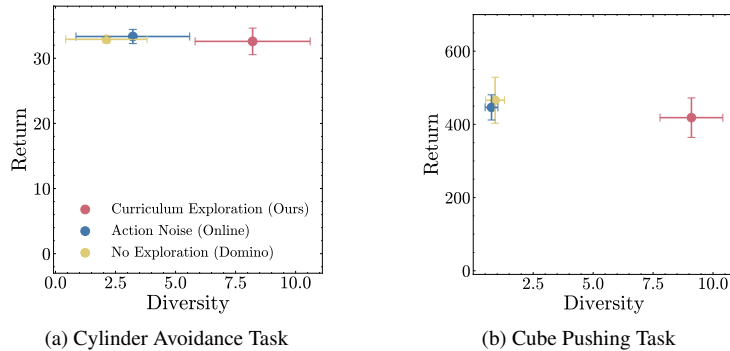 30
20
10
0
Return
Curriculum Exploration (Ours)
Action Noise (Online)
No Exploration (Domino)
0.0 2.5 5.0 7.5 10.0
Diversity
(a) Cylinder Avoidance Task
600
400
200
0
Return
2.5 5.0 7.5 10.0
Diversity
(b) Cube Pushing Task